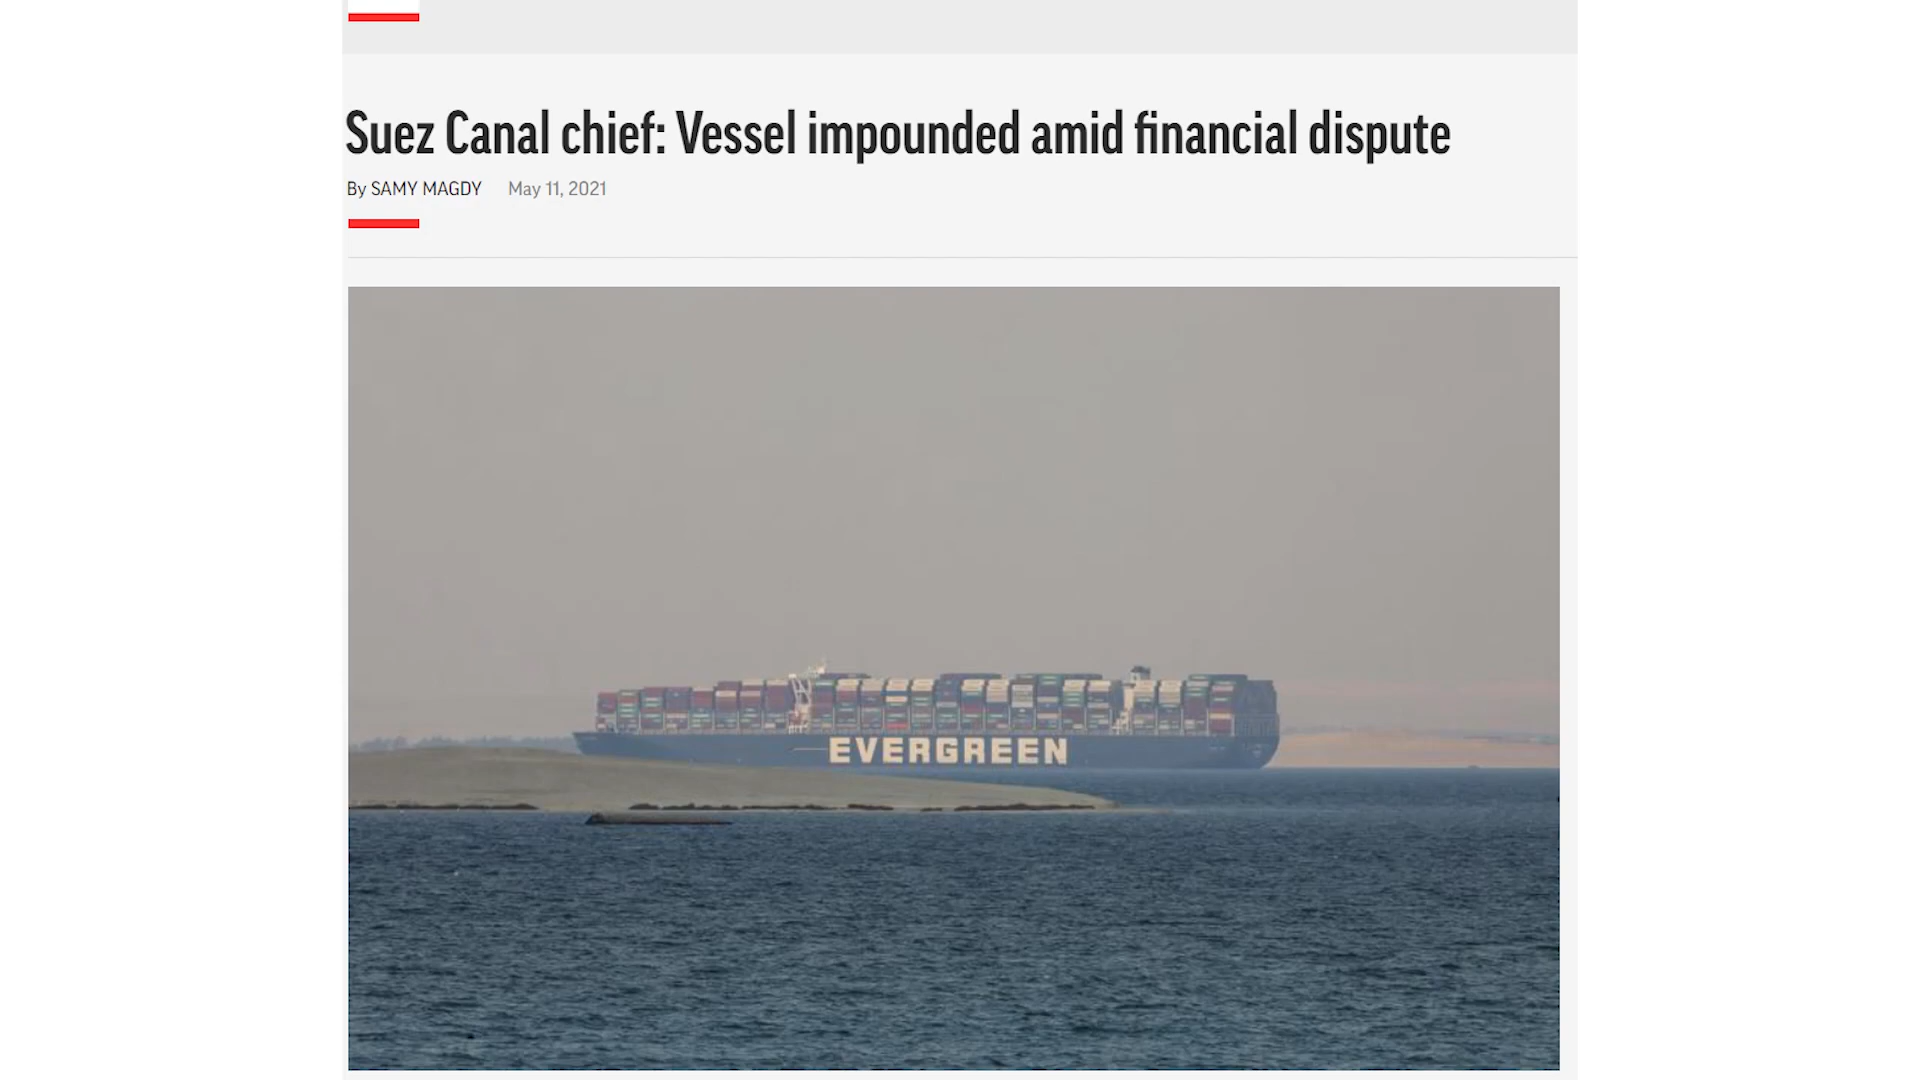 Suez Canal chief: Vessel impounded amid financial dispute
By SAMY MAGDY May 11, 2021
EVERGREEN